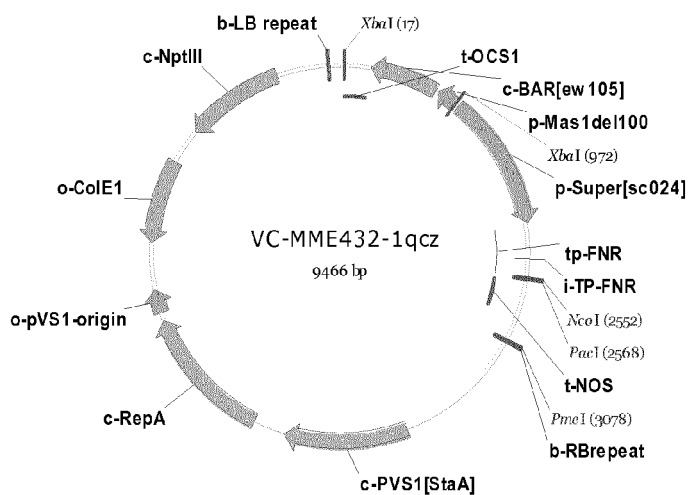 b-LB repeat
XbaI (17)
t-OCS1
c-NptIII
c-BAR[ew105]
p-Mas1del100
XbaI (972)
o-ColE1
p-Super[sc024]
VC-MME432-1qcz
9466 bp
tp-FNR
i-TP-FNR
o-pVS1-origin
NcoI (2552)
PacI (2568)
t-NOS
c-RepA
PmeI (3078)
b-RBrepeat
c-PVS1[StaA]